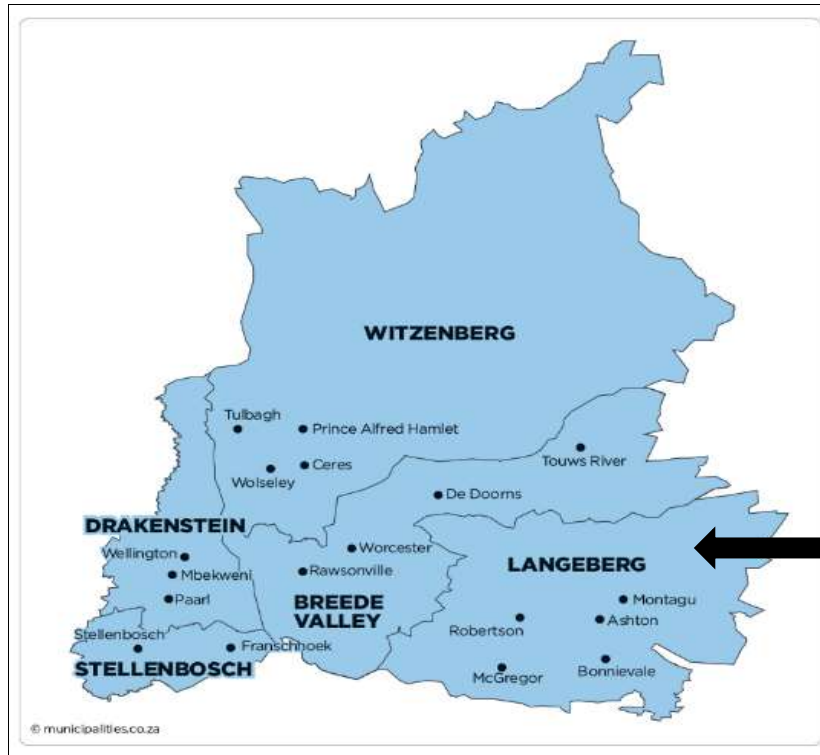 WITZENBERG
Tulbagh
Prince Alfred Hamlet
Ceres
Wolseley
Touws River
De Doorns
DRAKENSTEIN
Wellington
Mbekweni
Paarl
Worcester
Rawsonville
BREEDE
VALLEY
LANGEBERG
Montagu
Ashton
Robertson
McGregor
Bonnievale
Stellenbosch
Franschhoek
STELLENBOSCH
© municipalities.co.za